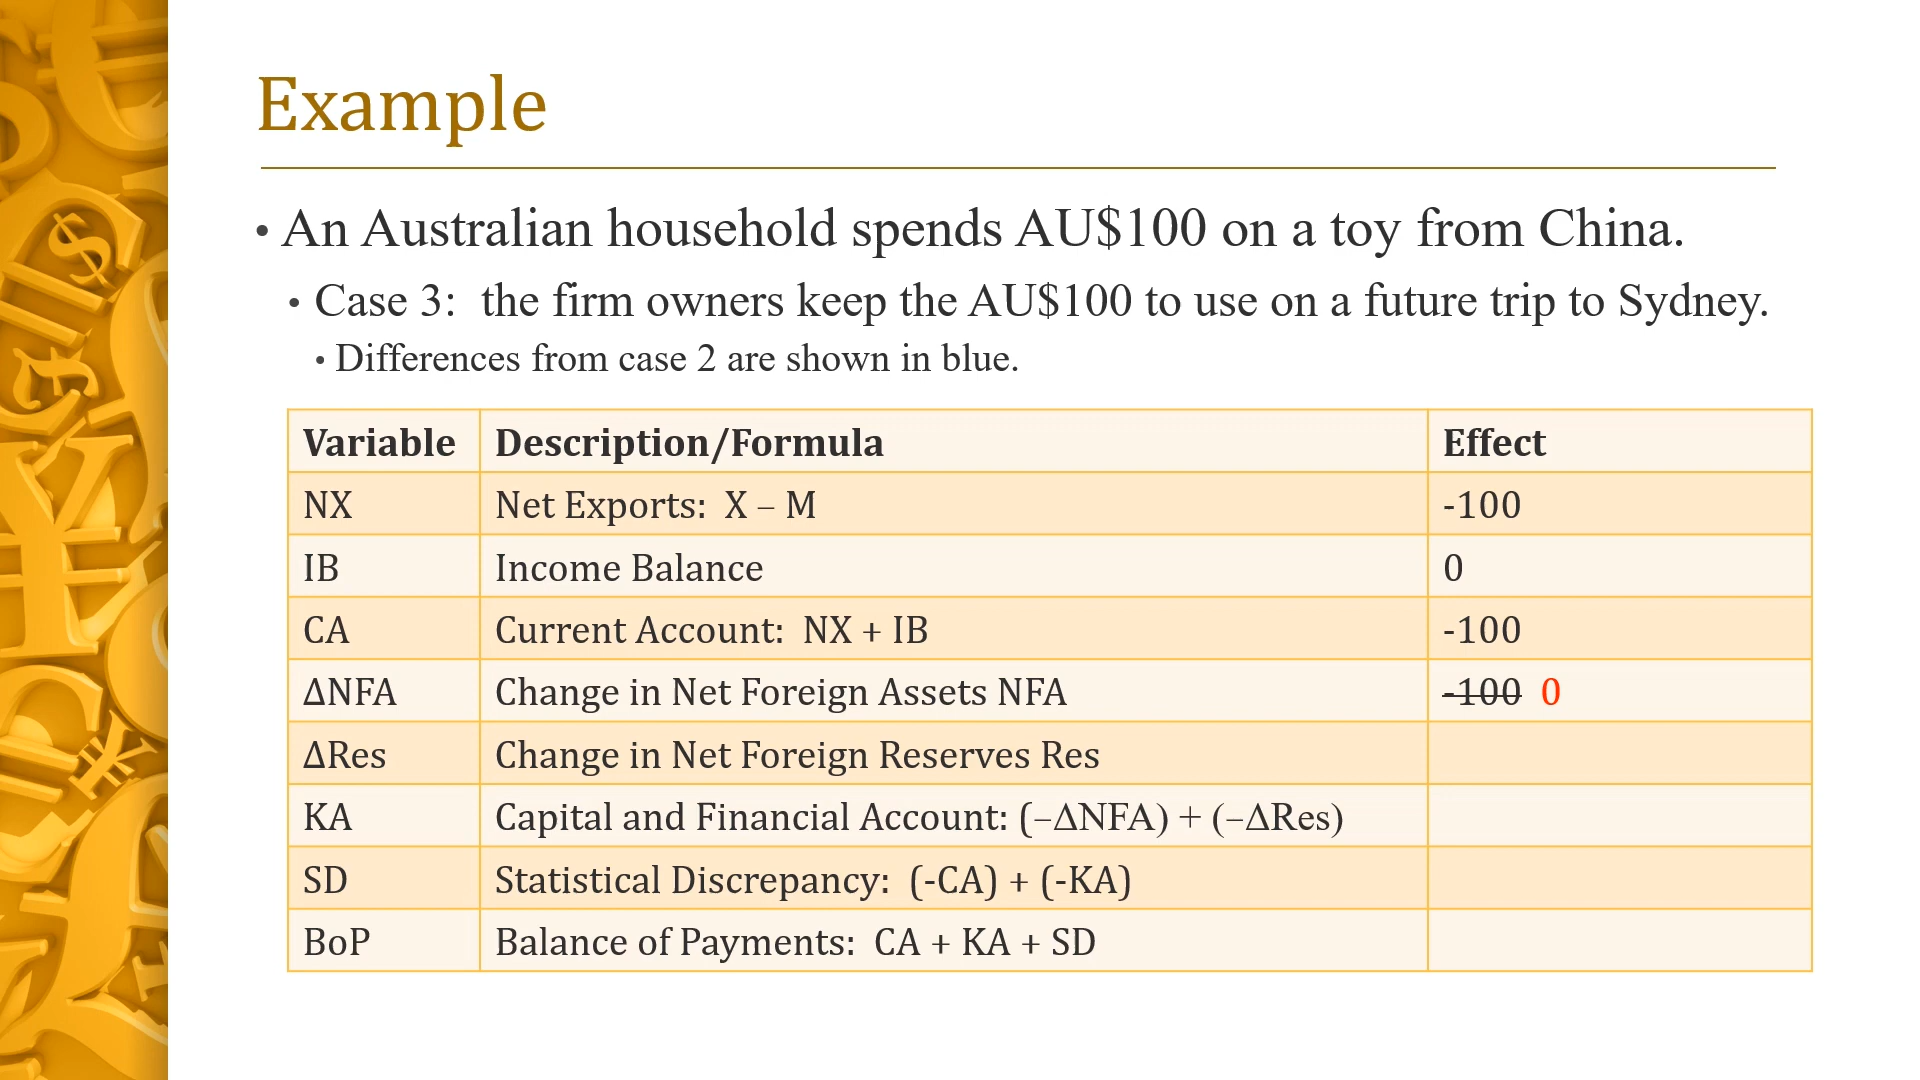 Example
• An Australian household spends AU$100 on a toy from China.
• Case 3:  the firm owners keep the AU$100 to use on a future trip to Sydney.
• Differences from case 2 are shown in blue.
Variable Description/Formula Effect
NX Net Exports:  X – M -100
IB Income Balance 0
CA Current Account:  NX + IB -100
ΔNFA Change in Net Foreign Assets NFA -100 0
ΔRes Change in Net Foreign Reserves Res
KA Capital and Financial Account: (–ΔNFA) + (–ΔRes)
SD Statistical Discrepancy:  (-CA) + (-KA)
BoP Balance of Payments:  CA + KA + SD